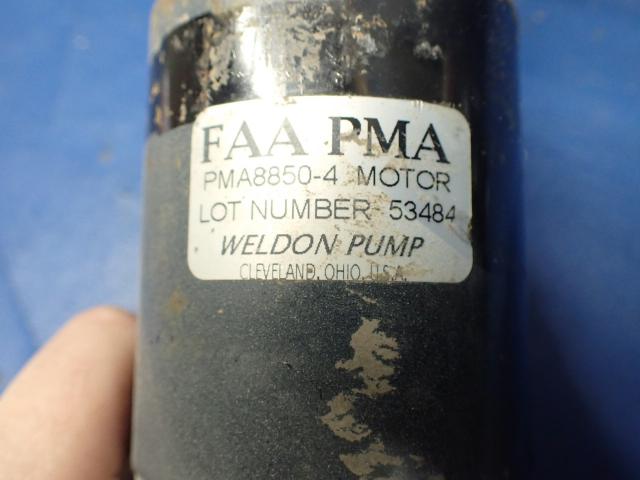 FAA PMA
PMA8850-4 MOTOR
LOT NUMBER 53484
WELDON PUMP
CLEVELAND, OHIO, U.S.A.